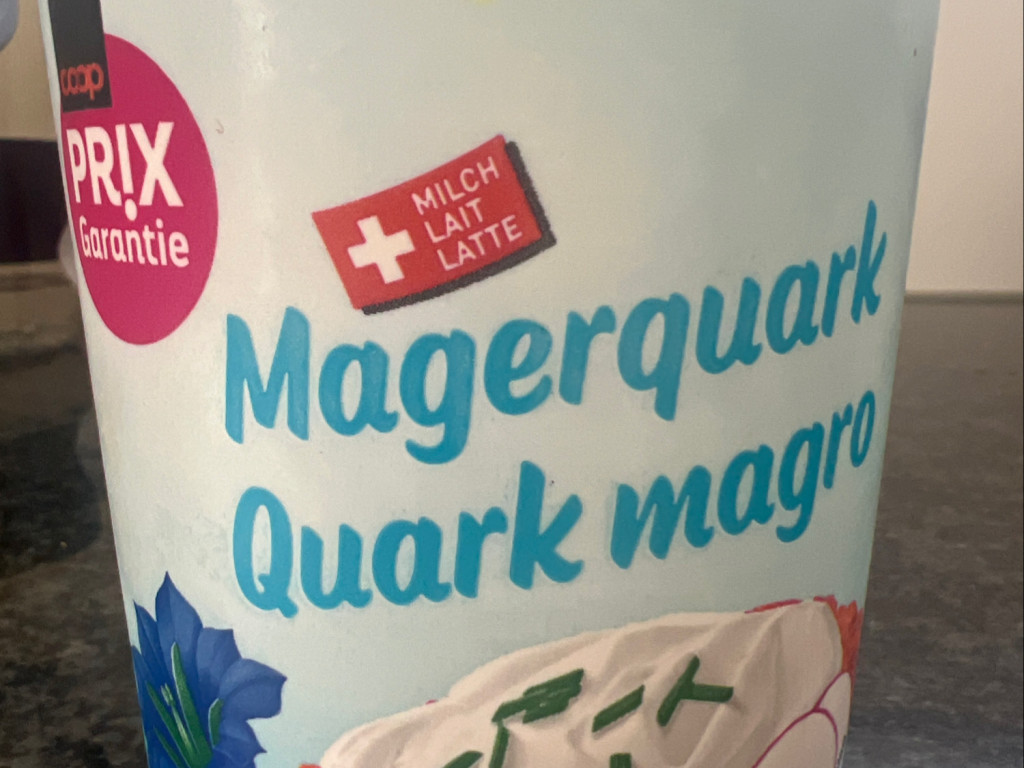 coop
PR!X
Garantie
MILCH
LAIT
LATTE
Magerquark
Quark magro